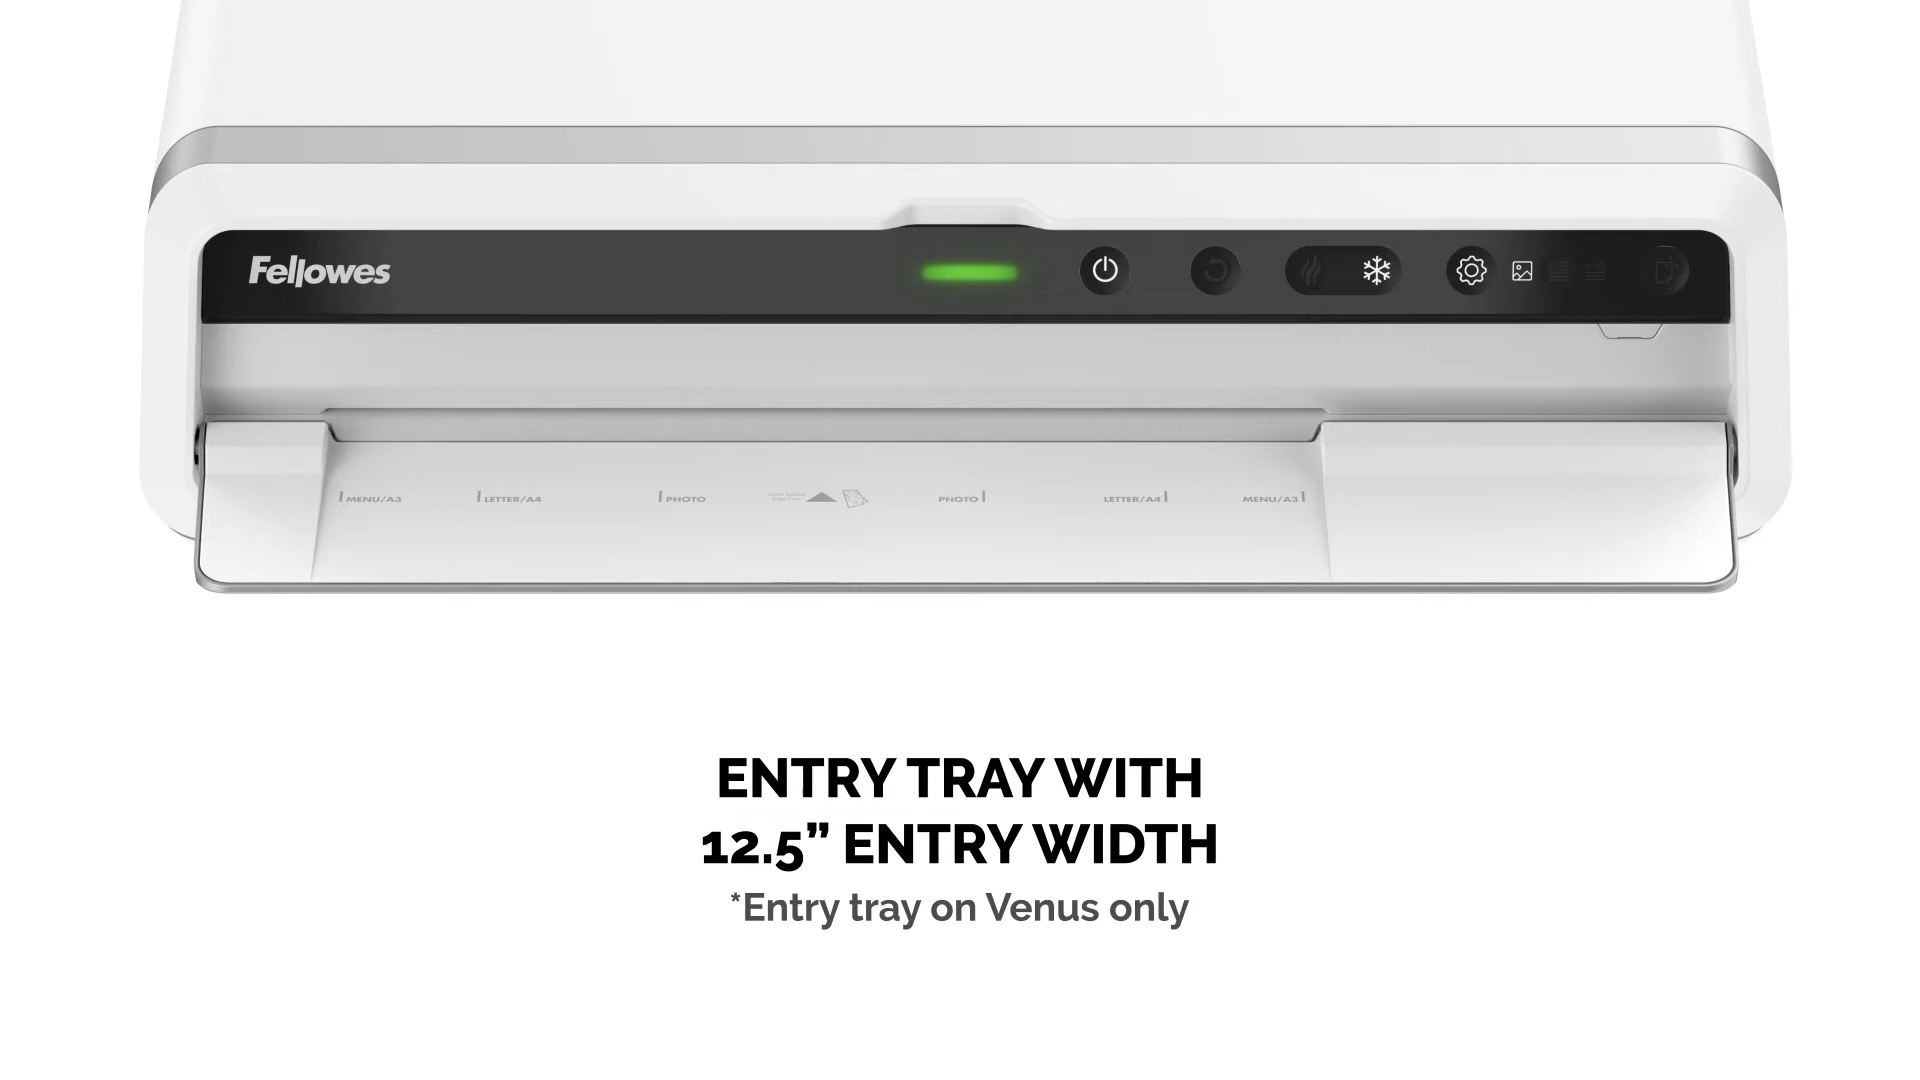 Fellowes
MENU/A3
LETTER/A4
PHOTO
PHOTO
LETTER/A4
MENU/A3
ENTRY TRAY WITH
12.5” ENTRY WIDTH
*Entry tray on Venus only